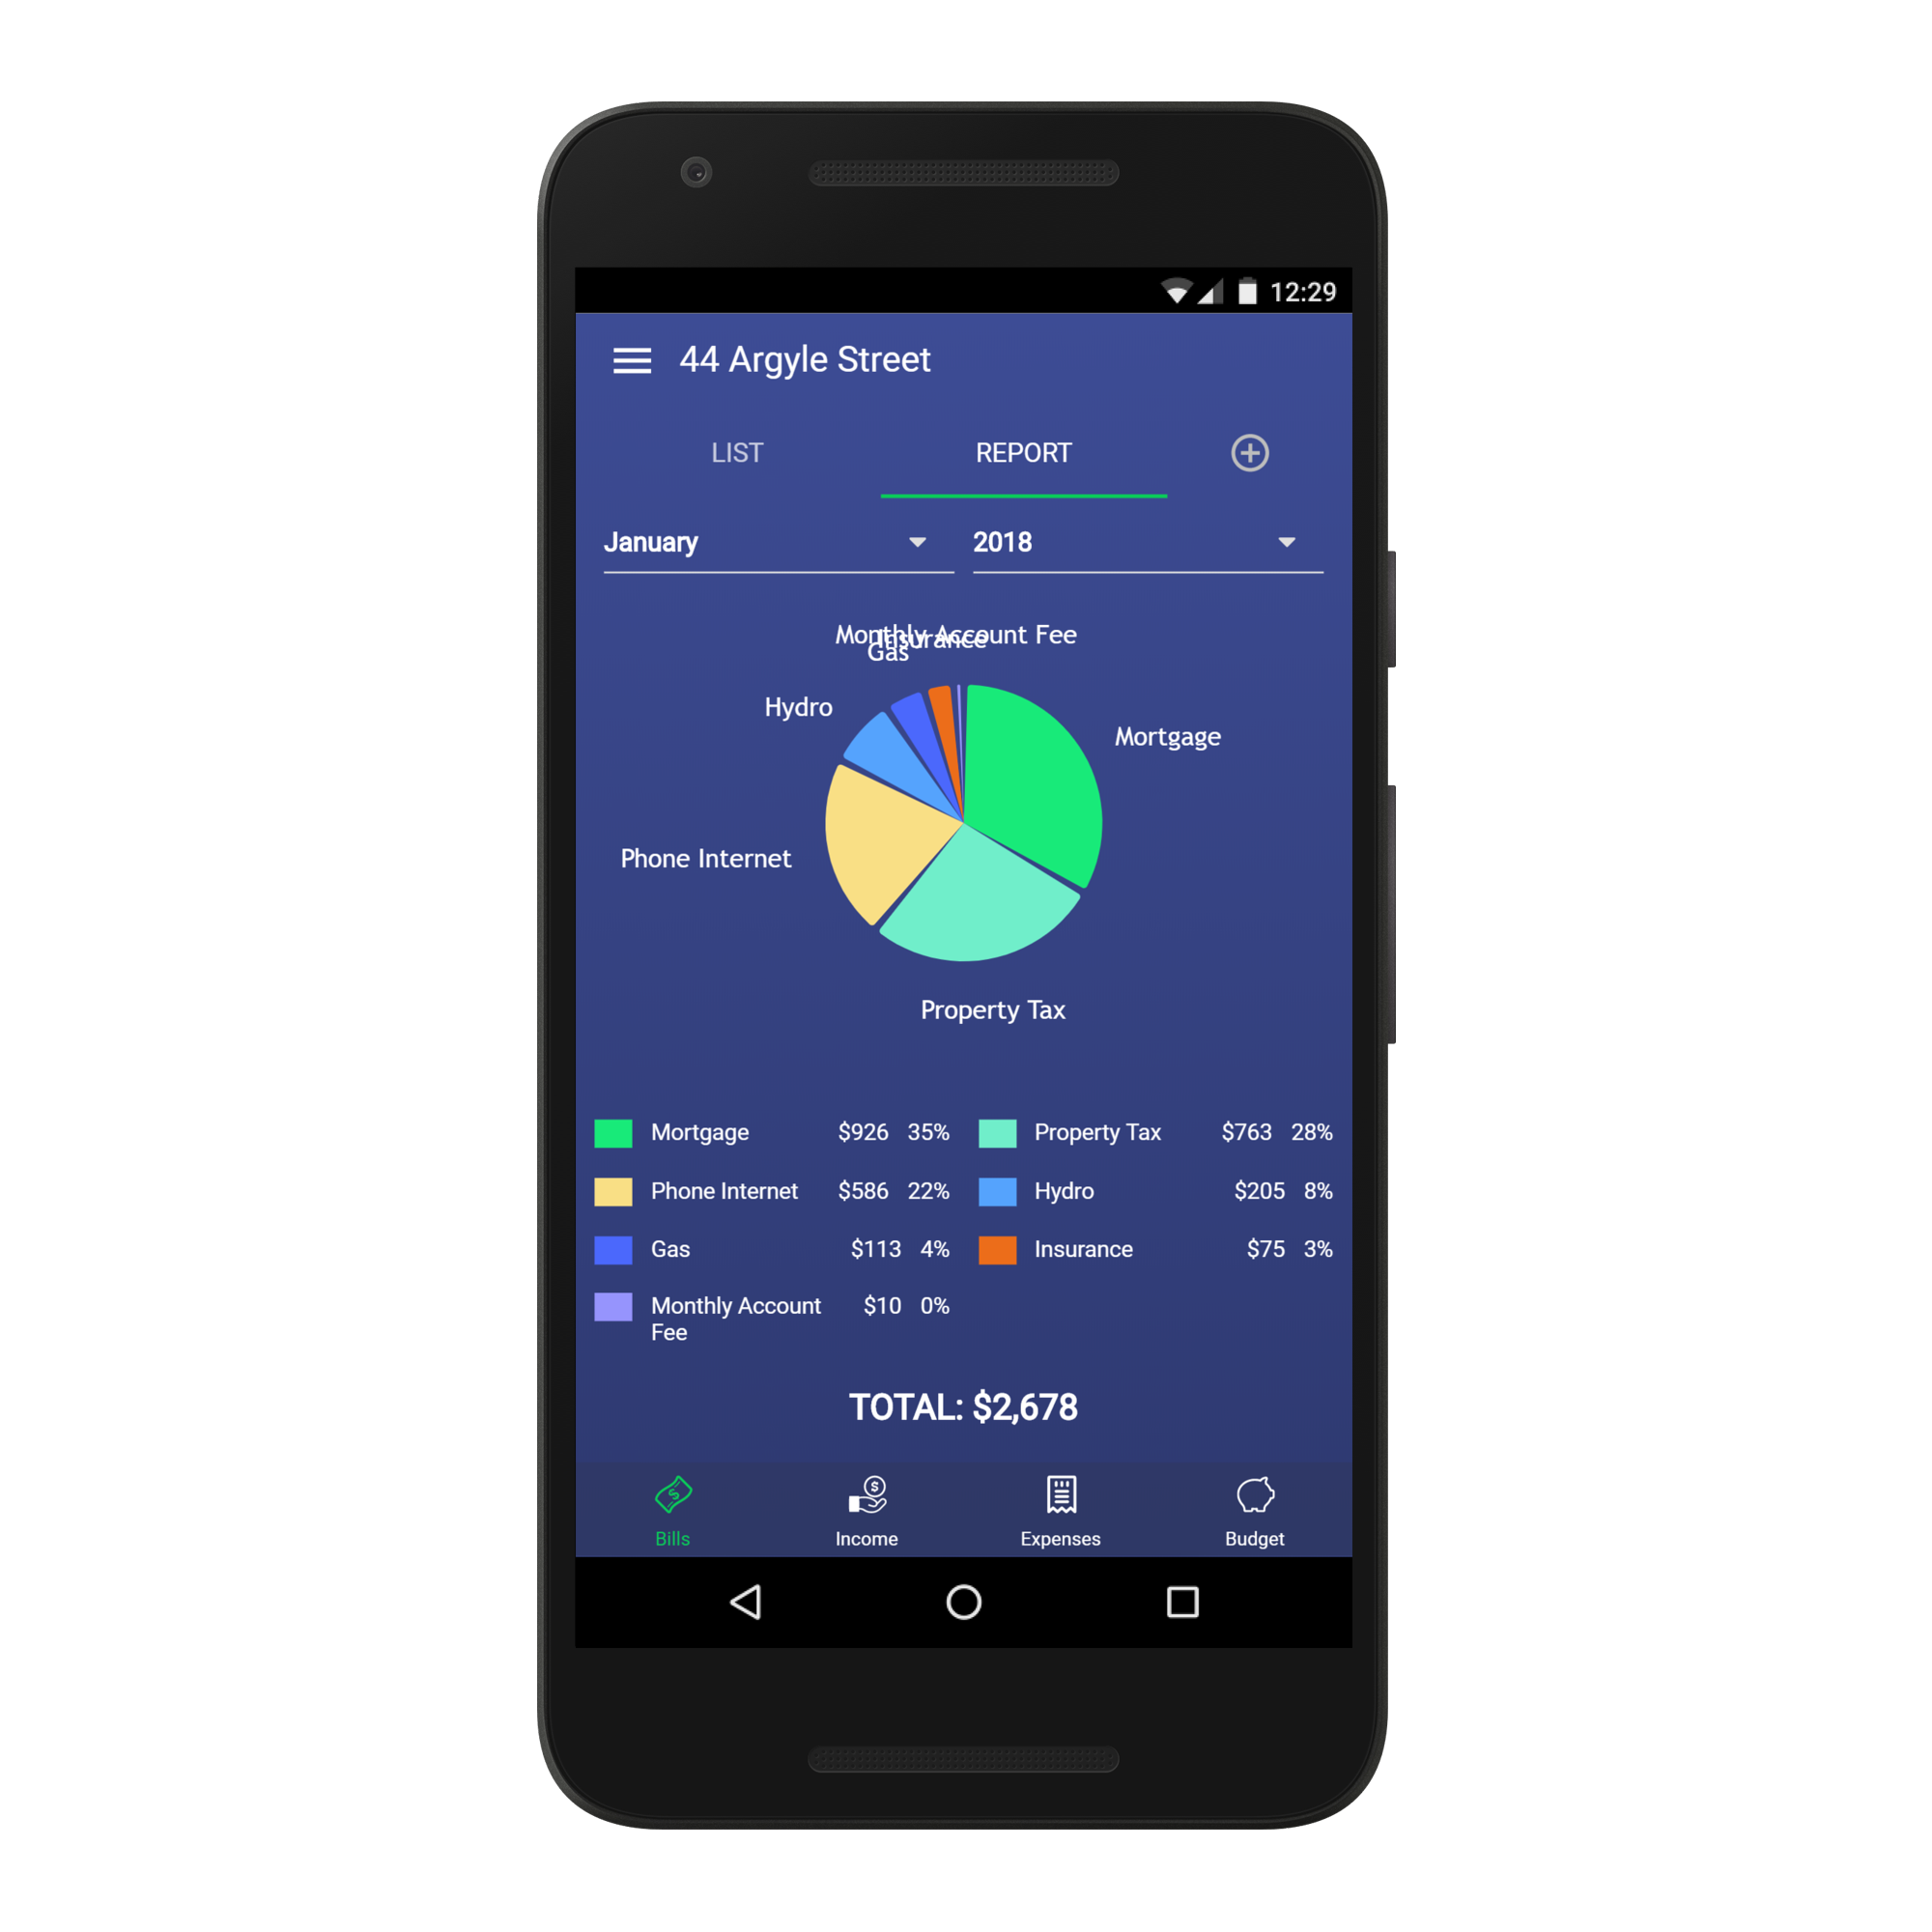 12:29
44 Argyle Street
LIST REPORT
January 2018
Monthly Account Fee
Insurance
Gas
Hydro
Mortgage
Phone Internet
Property Tax
Mortgage $926 35% Property Tax $763 28%
Phone Internet $586 22% Hydro $205 8%
Gas $113 4% Insurance $75 3%
Monthly Account $10 0%
Fee
TOTAL: $2,678
Bills Income Expenses Budget